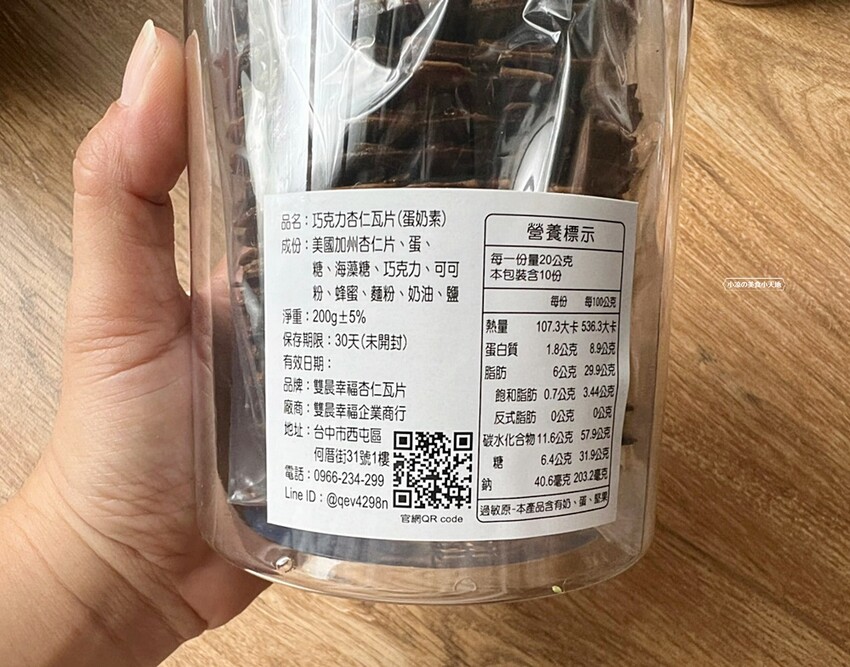 品名：巧克力杏仁瓦片(蛋奶素)
成份：美國加州杏仁片、蛋、
糖、海藻糖、巧克力、可可
粉、蜂蜜、麵粉、奶油、鹽
淨重：200g±5%
保存期限：30天(未開封)
有效日期：
品牌：雙晨幸福杏仁瓦片
廠商：雙晨幸福企業商行
地址：台中市西屯區
何厝街31號1樓
電話：0966-234-299
Line ID：@qev4298n
官網QR code
營養標示
每一份量20公克
本包裝含10份
每份 每100公克
熱量 107.3大卡 536.3大卡
蛋白質 1.8公克 8.9公克
脂肪 6公克 29.9公克
飽和脂肪 0.7公克 3.44公克
反式脂肪 0公克 0公克
碳水化合物 11.6公克 57.9公克
糖 6.4公克 31.9公克
鈉 40.6毫克 203.2毫克
過敏原-本產品含有奶、蛋、堅果
小涼の美食小天地